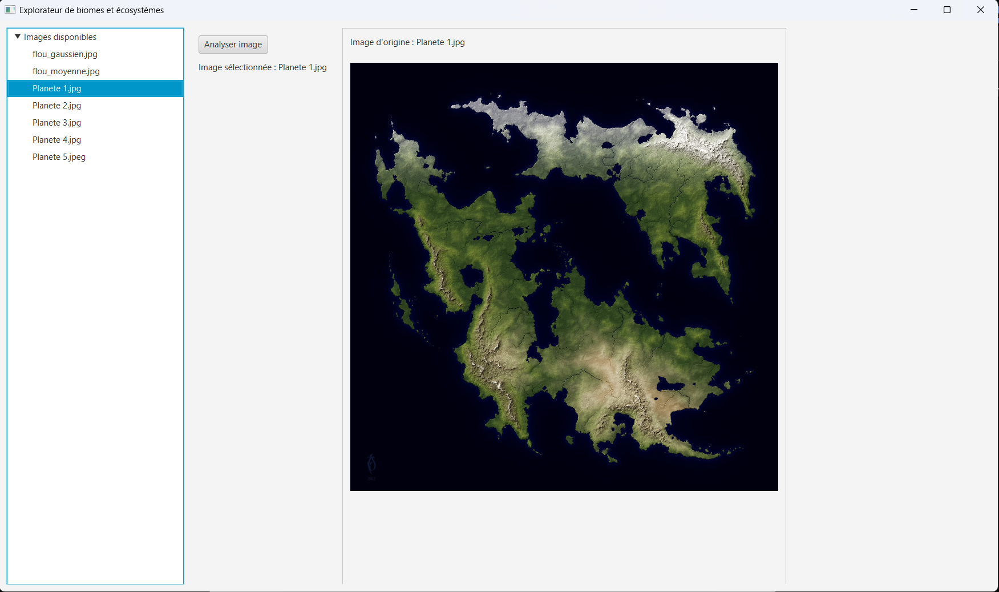 Explorateur de biomes et écosystèmes
Images disponibles
flou_gaussien.jpg
flou_moyenne.jpg
Planete 1.jpg
Planete 2.jpg
Planete 3.jpg
Planete 4.jpg
Planete 5.jpeg
Analyser image
Image sélectionnée : Planete 1.jpg
Image d'origine : Planete 1.jpg